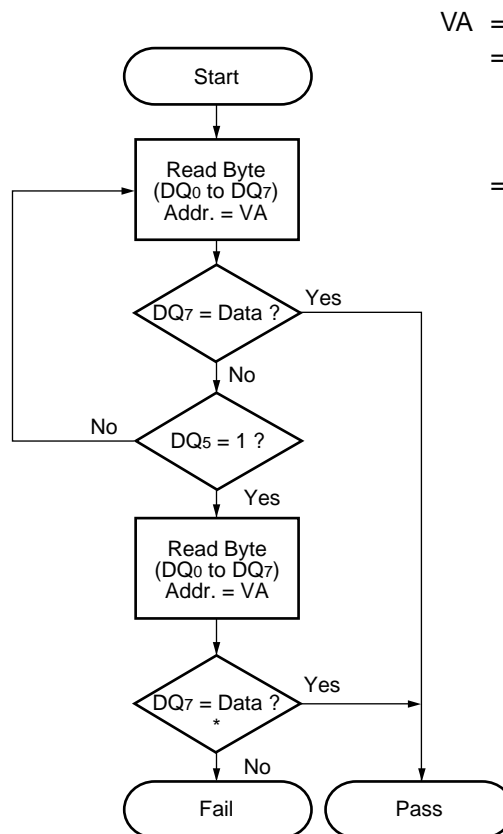 VA =
=
=
Start
Read Byte
(DQ0 to DQ7)
Addr. = VA
DQ7 = Data ?
Yes
No
DQ5 = 1 ?
No
Yes
Read Byte
(DQ0 to DQ7)
Addr. = VA
DQ7 = Data ?
*
Yes
No
Fail
Pass